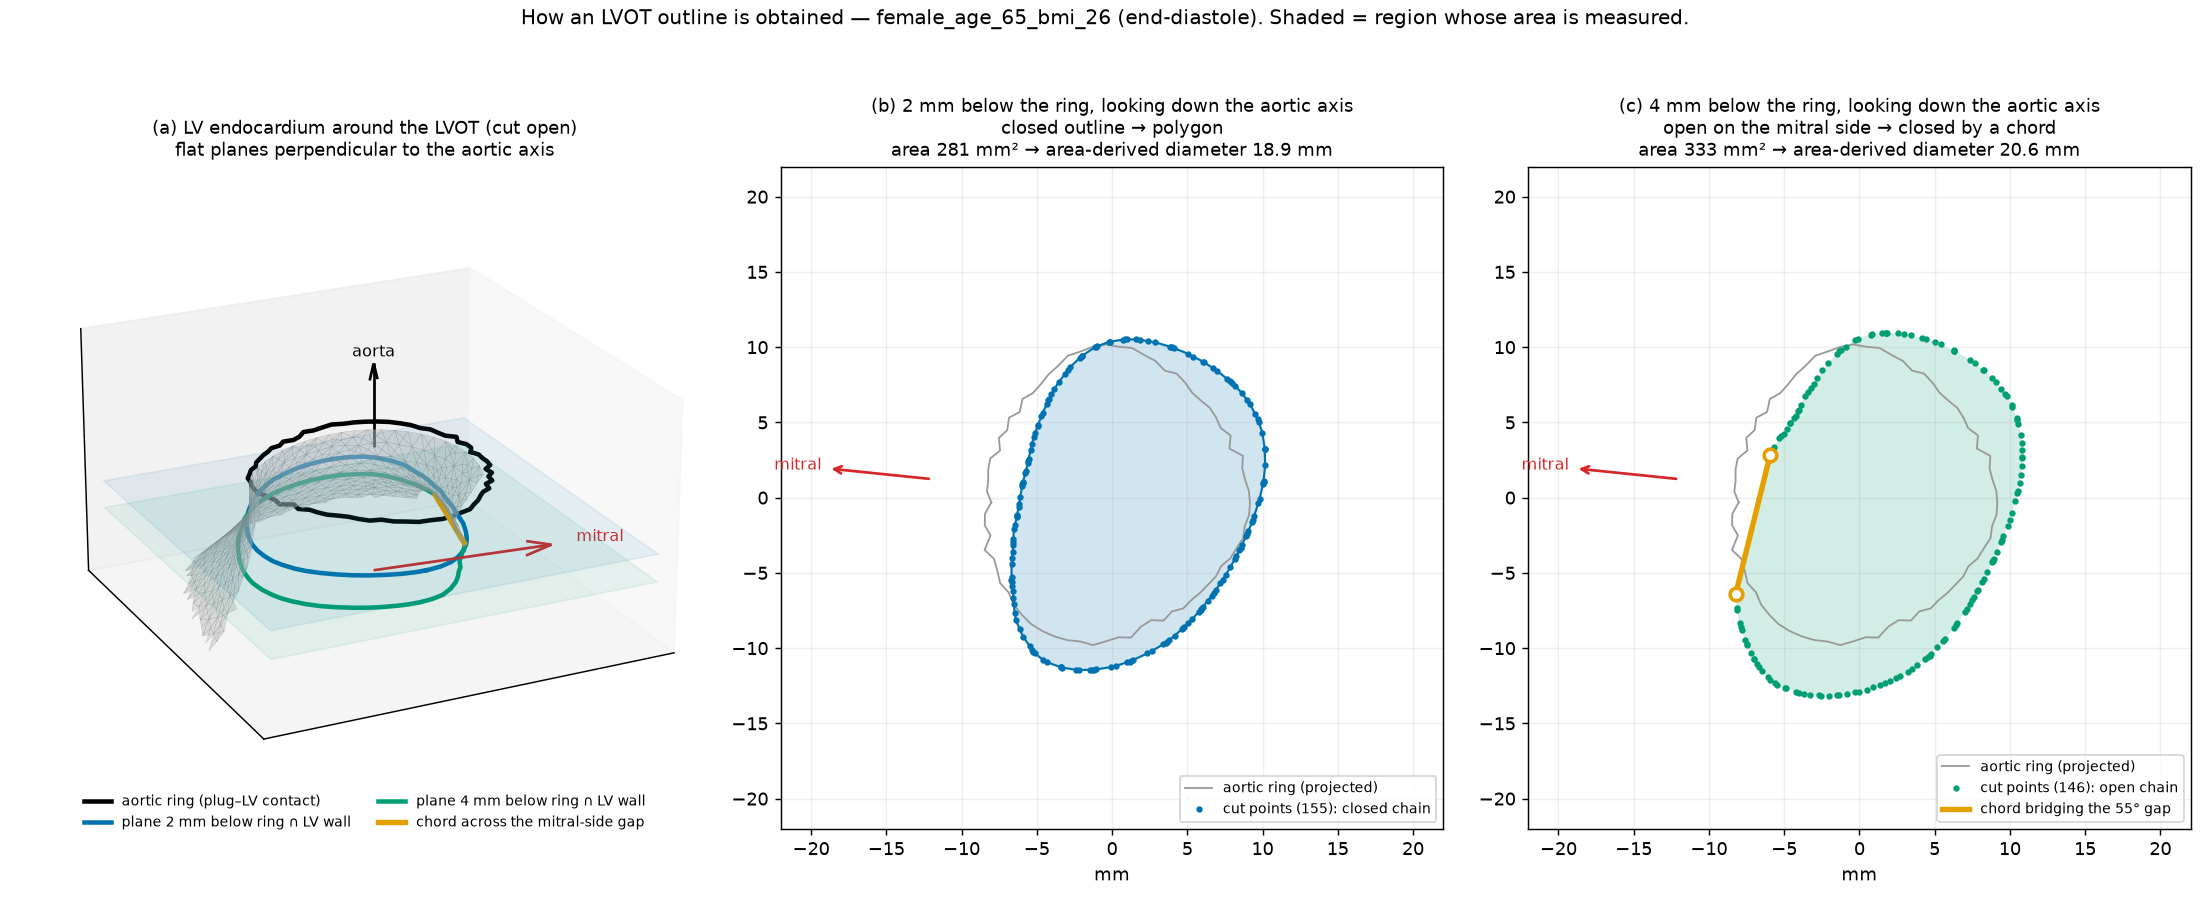 How an LVOT outline is obtained — female_age_65_bmi_26 (end-diastole). Shaded = region whose area is measured.
(a) LV endocardium around the LVOT (cut open)
flat planes perpendicular to the aortic axis
aorta
mitral
aortic ring (plug–LV contact)
plane 2 mm below ring ∩ LV wall
plane 4 mm below ring ∩ LV wall
chord across the mitral-side gap
(b) 2 mm below the ring, looking down the aortic axis
closed outline → polygon
area 281 mm² → area-derived diameter 18.9 mm
20
15
10
5
0
−5
−10
−15
−20
mitral
aortic ring (projected)
cut points (155): closed chain
−20 −15 −10 −5 0 5 10 15 20
mm
(c) 4 mm below the ring, looking down the aortic axis
open on the mitral side → closed by a chord
area 333 mm² → area-derived diameter 20.6 mm
20
15
10
5
0
−5
−10
−15
−20
mitral
aortic ring (projected)
cut points (146): open chain
chord bridging the 55° gap
−20 −15 −10 −5 0 5 10 15 20
mm